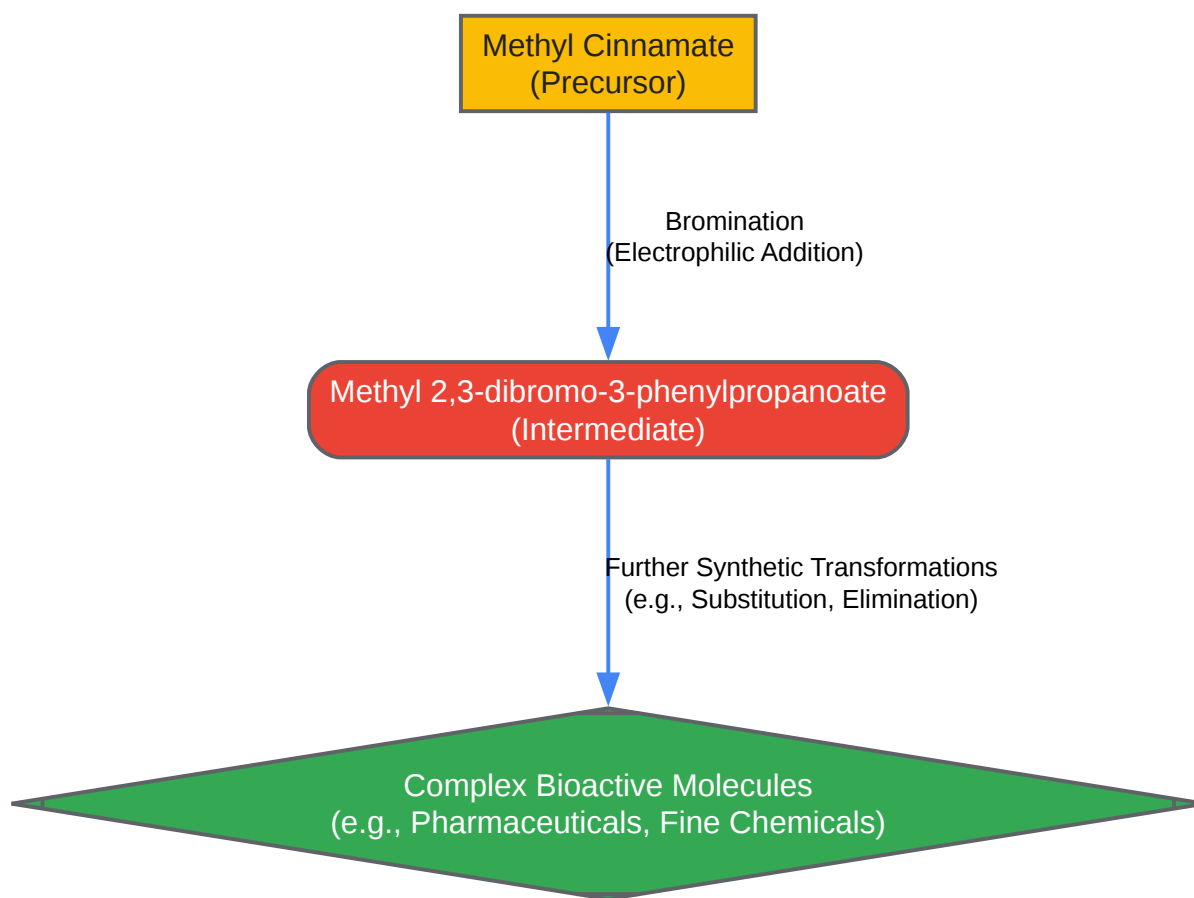 Methyl Cinnamate
(Precursor)
Bromination
(Electrophilic Addition)
Methyl 2,3-dibromo-3-phenylpropanoate
(Intermediate)
Further Synthetic Transformations
(e.g., Substitution, Elimination)
Complex Bioactive Molecules
(e.g., Pharmaceuticals, Fine Chemicals)